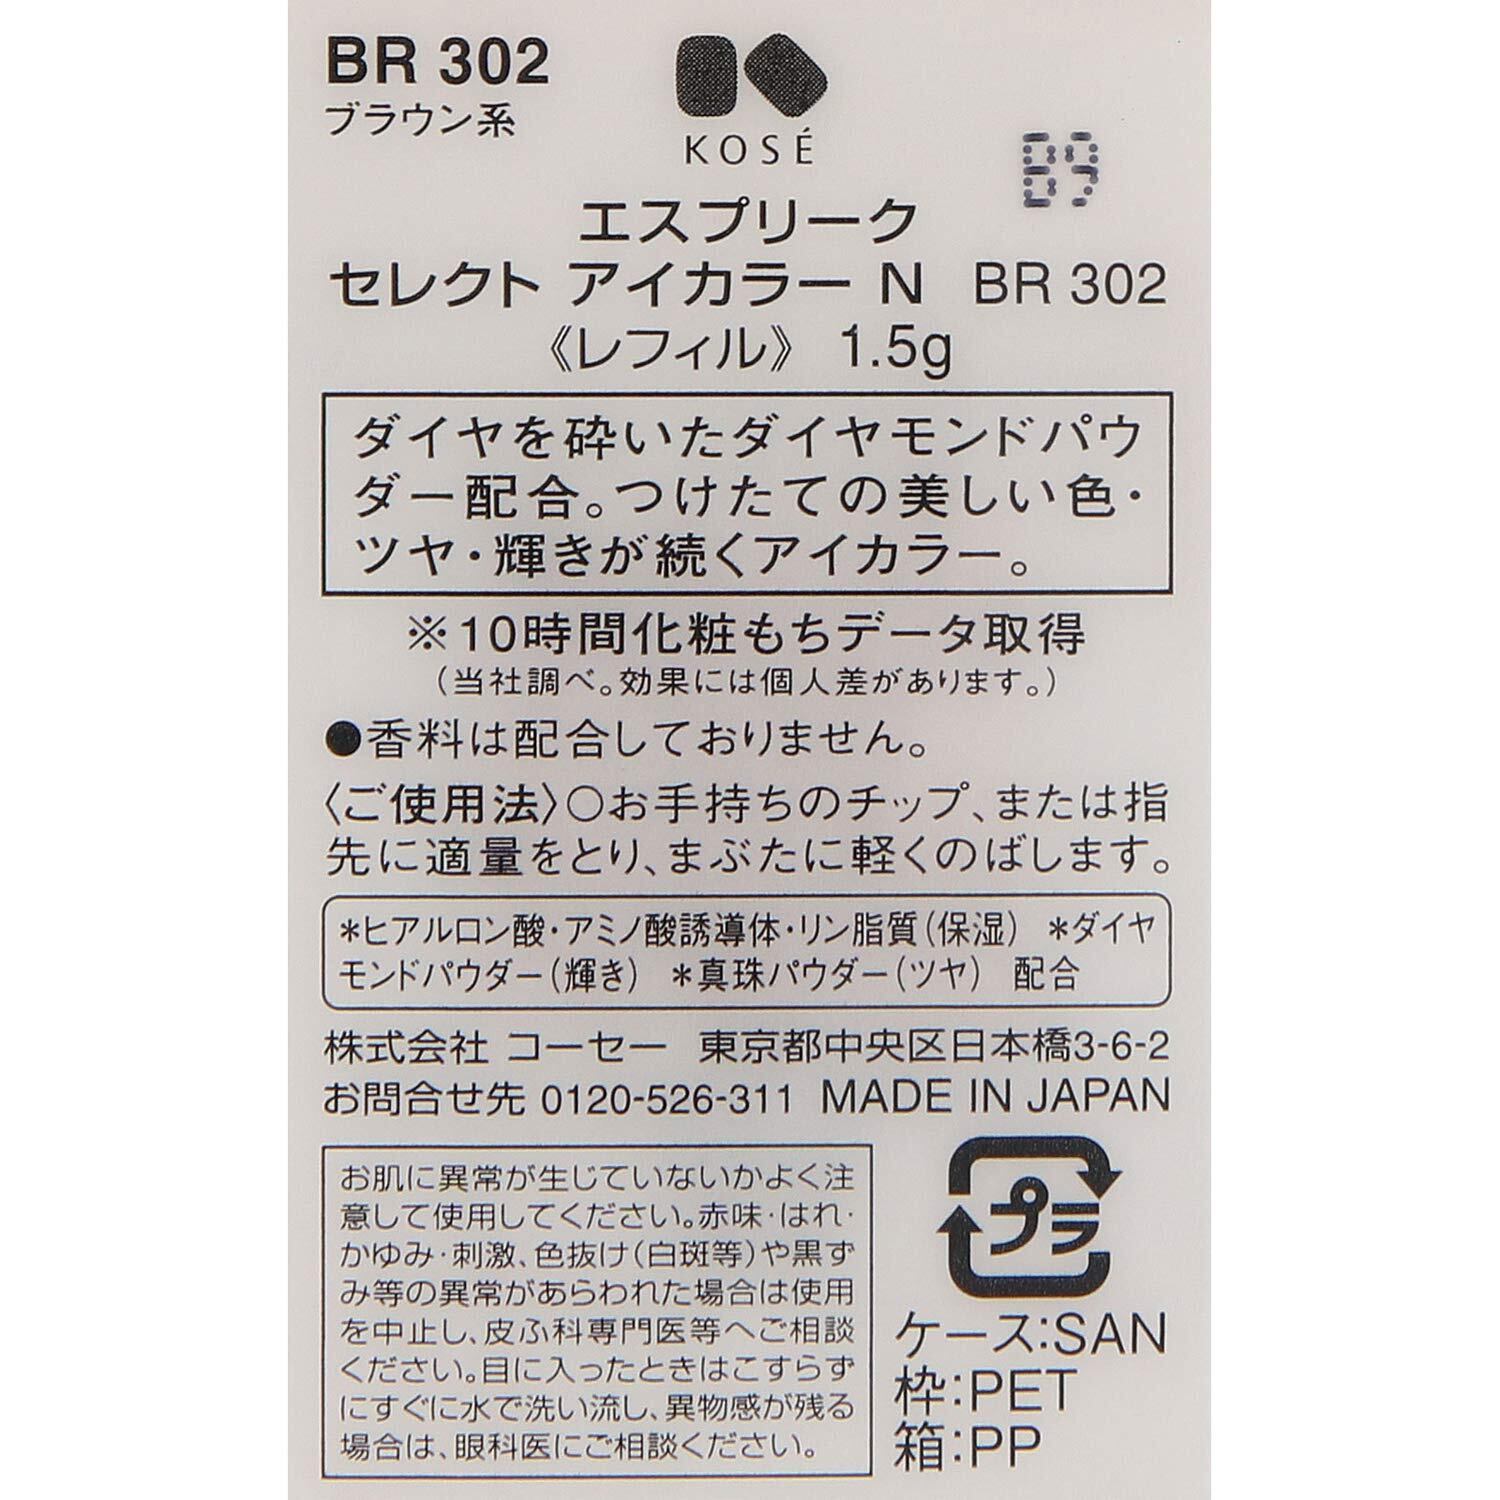 BR 302
ブラウン系
KOSÉ
B9
エスプリーク
セレクト アイカラー N BR 302
《レフィル》 1.5g
ダイヤを砕いたダイヤモンドパウ
ダー配合。つけたての美しい色・
ツヤ・輝きが続くアイカラー。
※10時間化粧もちデータ取得
(当社調べ。効果には個人差があります。)
●香料は配合しておりません。
〈ご使用法〉○お手持ちのチップ、または指
先に適量をとり、まぶたに軽くのばします。
*ヒアルロン酸・アミノ酸誘導体・リン脂質(保湿) *ダイヤ
モンドパウダー(輝き) *真珠パウダー(ツヤ) 配合
株式会社 コーセー 東京都中央区日本橋3-6-2
お問合せ先 0120-526-311 MADE IN JAPAN
お肌に異常が生じていないかよく注
意して使用してください。赤味・はれ・
かゆみ・刺激、色抜け(白斑等)や黒ず
み等の異常があらわれた場合は使用
を中止し、皮ふ科専門医等へご相談
ください。目に入ったときはこすらず
にすぐに水で洗い流し、異物感が残る
場合は、眼科医にご相談ください。
プラ
ケース:SAN
枠:PET
箱:PP